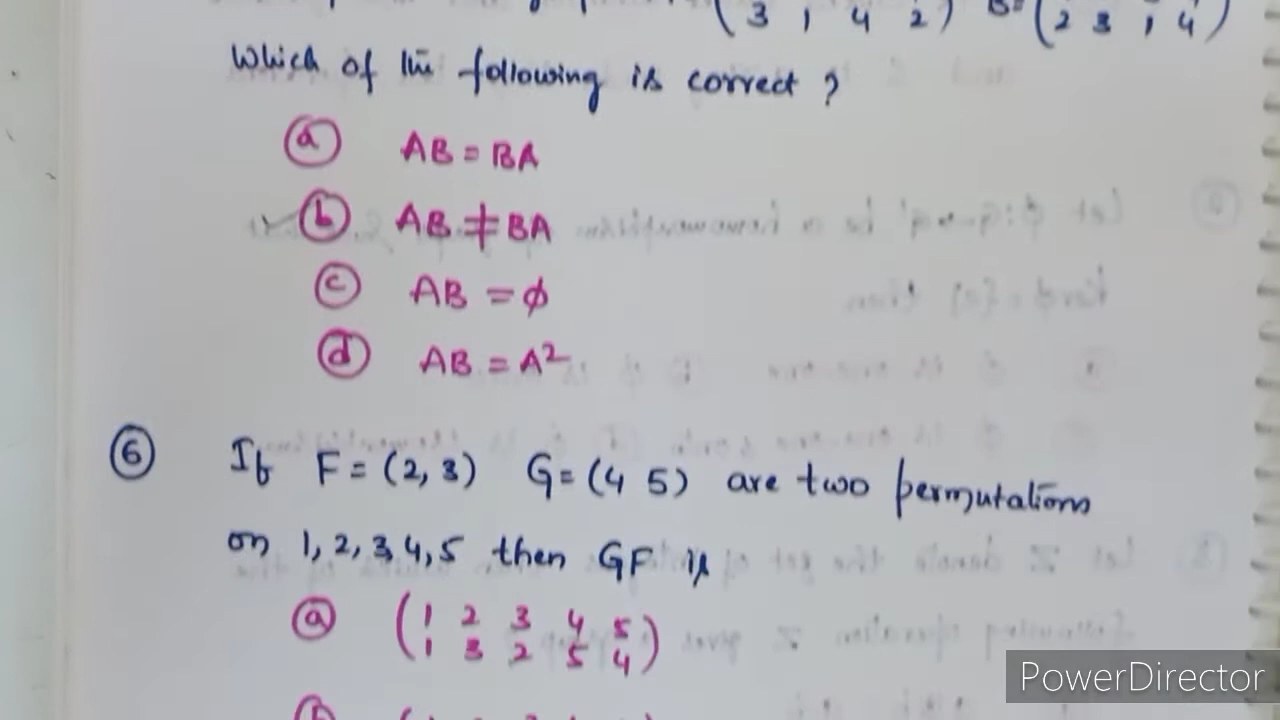 ( 3 1 4 2 ) B= ( 2 3 1 4 )
Which of the following is correct ?
(a) AB = BA
(b) AB ≠ BA
(c) AB = ϕ
(d) AB = A²
(6) If F = (2, 3) G = (4 5) are two permutations
on 1, 2, 3, 4, 5 then GF is
(a) ( 1 2 3 4 5
1 3 2 5 4 )
(b)
PowerDirector